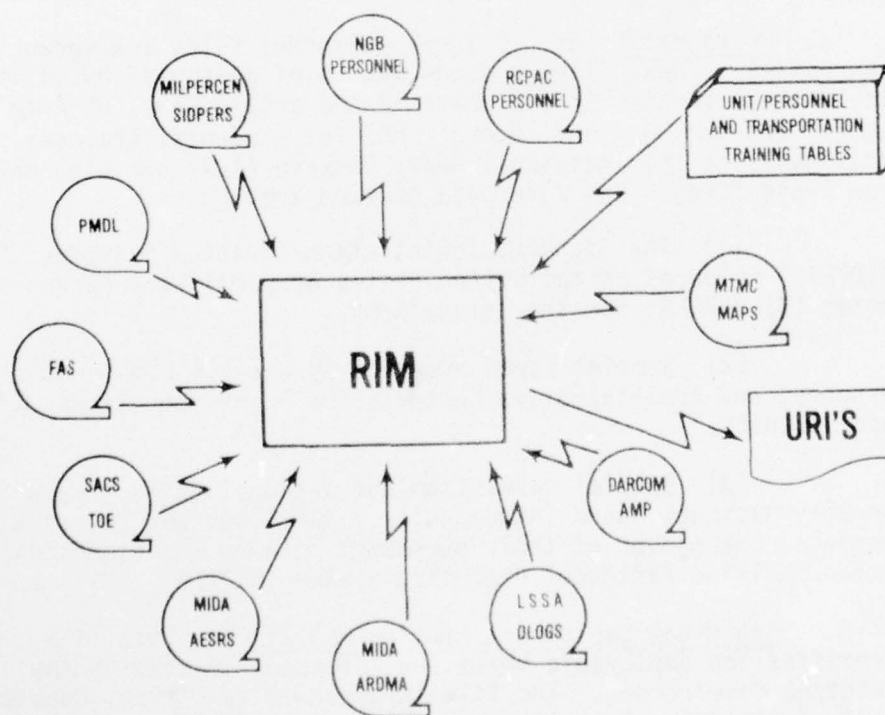 NGB
PERSONNEL
MILPERCEN
SIDPERS
RCPAC
PERSONNEL
UNIT/PERSONNEL
AND TRANSPORTATION
TRAINING TABLES
PMDL
MTMC
MAPS
RIM
FAS
URI'S
SACS
TOE
DARCOM
AMP
MIDA
AESRS
MIDA
ARDMA
LSSA
DLOGS